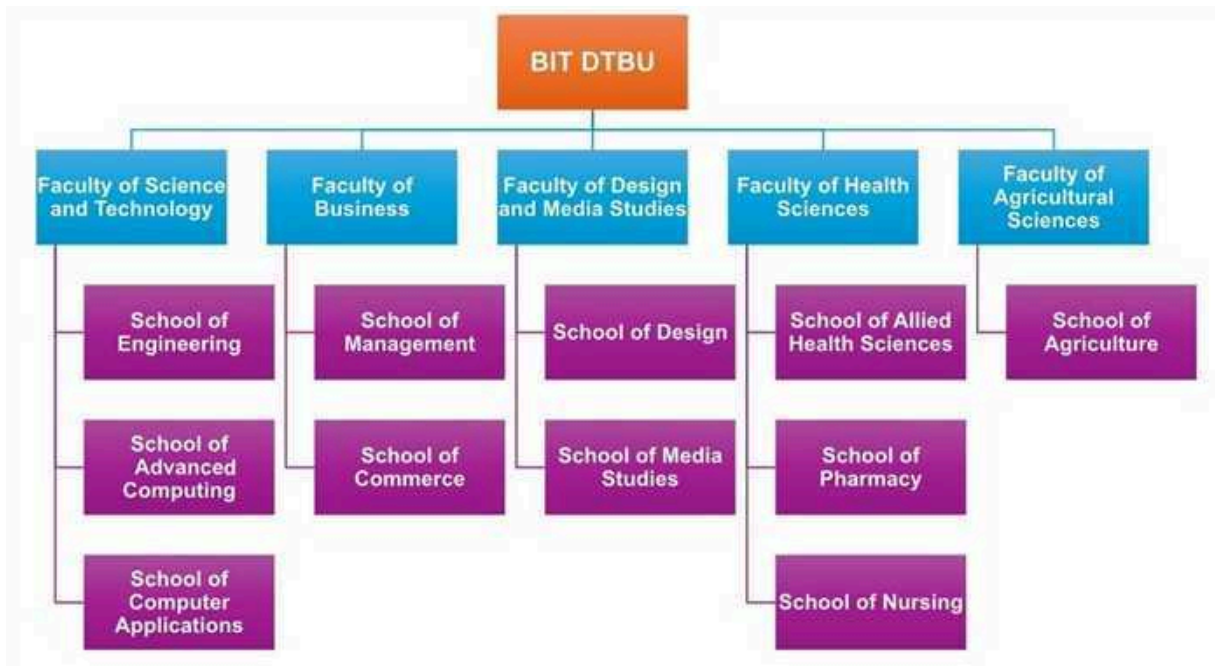 BIT DTBU
Faculty of Science
and Technology
Faculty of
Business
Faculty of Design
and Media Studies
Faculty of Health
Sciences
Faculty of
Agricultural
Sciences
School of
Engineering
School of
Management
School of Design
School of Allied
Health Sciences
School of
Agriculture
School of
Advanced
Computing
School of
Commerce
School of Media
Studies
School of
Pharmacy
School of
Computer
Applications
School of Nursing